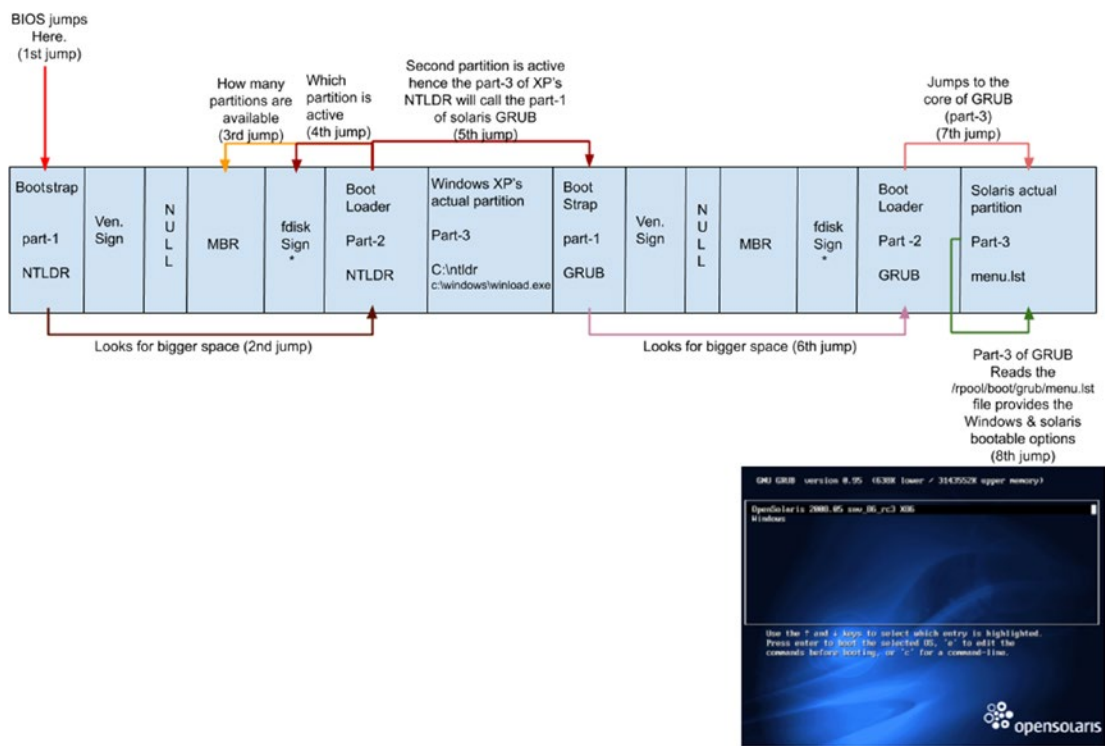 BIOS jumps
Here.
(1st jump)
How many
partitions are
available
(3rd jump)
Which
partition is
active
(4th jump)
Second partition is active
hence the part-3 of XP's
NTLDR will call the part-1
of solaris GRUB
(5th jump)
Jumps to the
core of GRUB
(part-3)
(7th jump)
Bootstrap
part-1
NTLDR
Ven.
Sign
N
U
L
L
MBR
fdisk
Sign
*
Boot
Loader
Part-2
NTLDR
Windows XP's
actual partition
Part-3
C:\ntldr
c:\windows\winload.exe
Boot
Strap
part-1
GRUB
Ven.
Sign
N
U
L
L
MBR
fdisk
Sign
*
Boot
Loader
Part -2
GRUB
Solaris actual
partition
Part-3
menu.lst
Looks for bigger space (2nd jump)
Looks for bigger space (6th jump)
Part-3 of GRUB
Reads the
/rpool/boot/grub/menu.lst
file provides the
Windows & solaris
bootable options
(8th jump)
GNU GRUB version 0.95 (638K lower / 3143552K upper memory)
OpenSolaris 2008.05 snv_86_rc3 X86
Windows
Use the ↑ and ↓ keys to select which entry is highlighted.
Press enter to boot the selected OS, 'e' to edit the
commands before booting, or 'c' for a command-line.
opensolaris